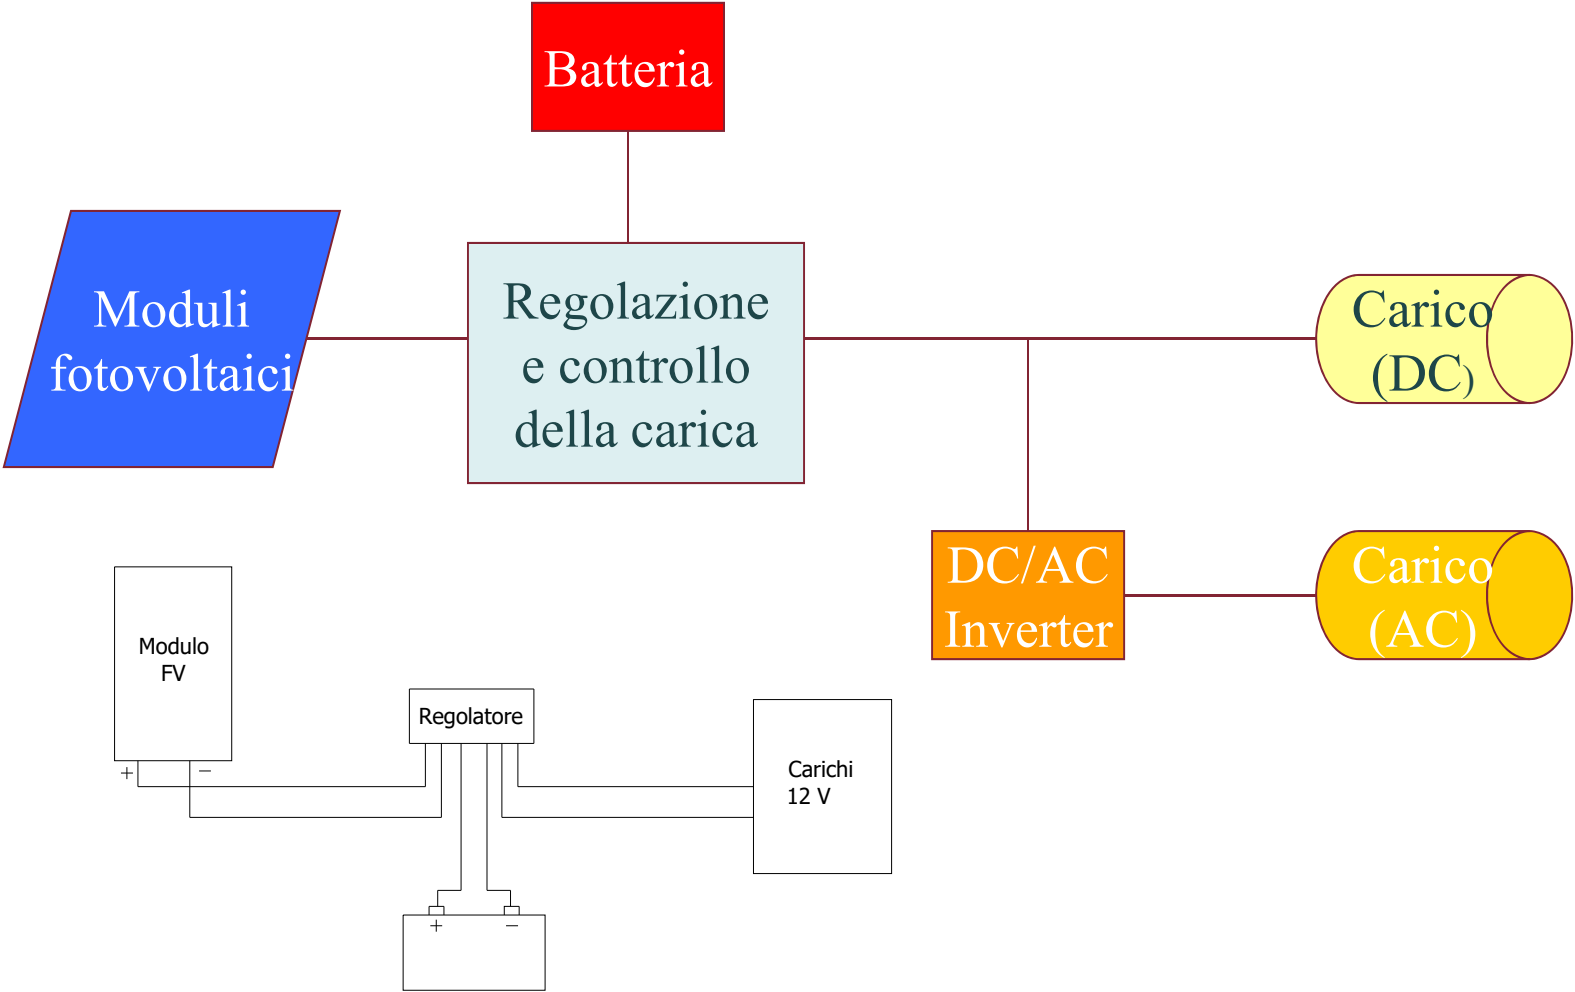 Batteria
Moduli
fotovoltaici
Regolazione
e controllo
della carica
Carico
(DC)
DC/AC
Inverter
Carico
(AC)
Modulo
FV
+ −
Regolatore
Carichi
12 V
+ −